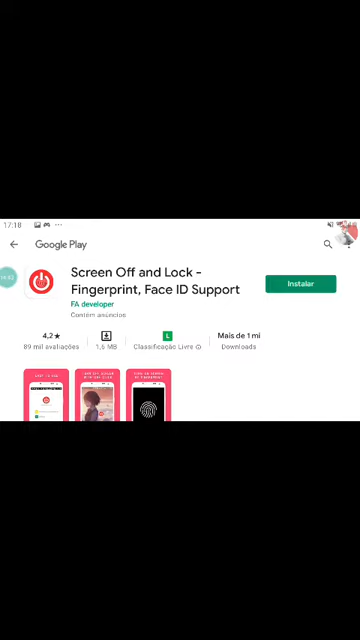 17:18
Google Play
Screen Off and Lock -
Fingerprint, Face ID Support
FA developer
Contém anúncios
Instalar
4,2★
89 mil avaliações
1,6 MB
L
Classificação Livre
Mais de 1 mi
Downloads